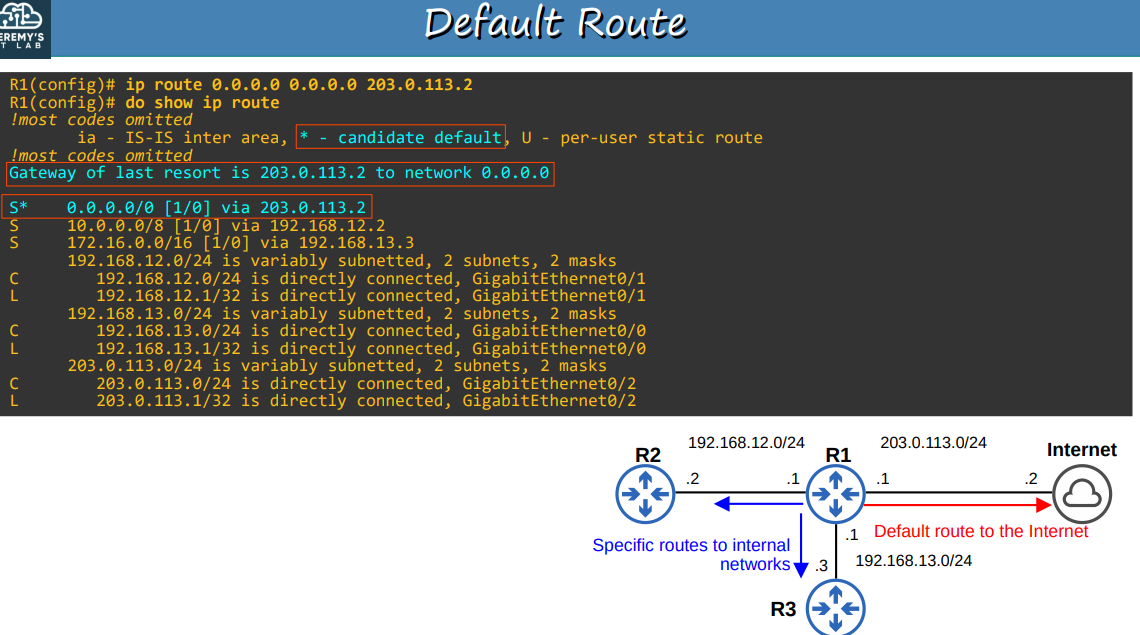 Default Route
EREMY'S
T LAB
R1(config)# ip route 0.0.0.0 0.0.0.0 203.0.113.2
R1(config)# do show ip route
!most codes omitted
ia - IS-IS inter area, * - candidate default, U - per-user static route
!most codes omitted
Gateway of last resort is 203.0.113.2 to network 0.0.0.0
S* 0.0.0.0/0 [1/0] via 203.0.113.2
S 10.0.0.0/8 [1/0] via 192.168.12.2
S 172.16.0.0/16 [1/0] via 192.168.13.3
192.168.12.0/24 is variably subnetted, 2 subnets, 2 masks
C 192.168.12.0/24 is directly connected, GigabitEthernet0/1
L 192.168.12.1/32 is directly connected, GigabitEthernet0/1
192.168.13.0/24 is variably subnetted, 2 subnets, 2 masks
C 192.168.13.0/24 is directly connected, GigabitEthernet0/0
L 192.168.13.1/32 is directly connected, GigabitEthernet0/0
203.0.113.0/24 is variably subnetted, 2 subnets, 2 masks
C 203.0.113.0/24 is directly connected, GigabitEthernet0/2
L 203.0.113.1/32 is directly connected, GigabitEthernet0/2
192.168.12.0/24
203.0.113.0/24
R2
R1
Internet
.2
.1
.1
.2
Default route to the Internet
.1
Specific routes to internal
networks
192.168.13.0/24
.3
R3